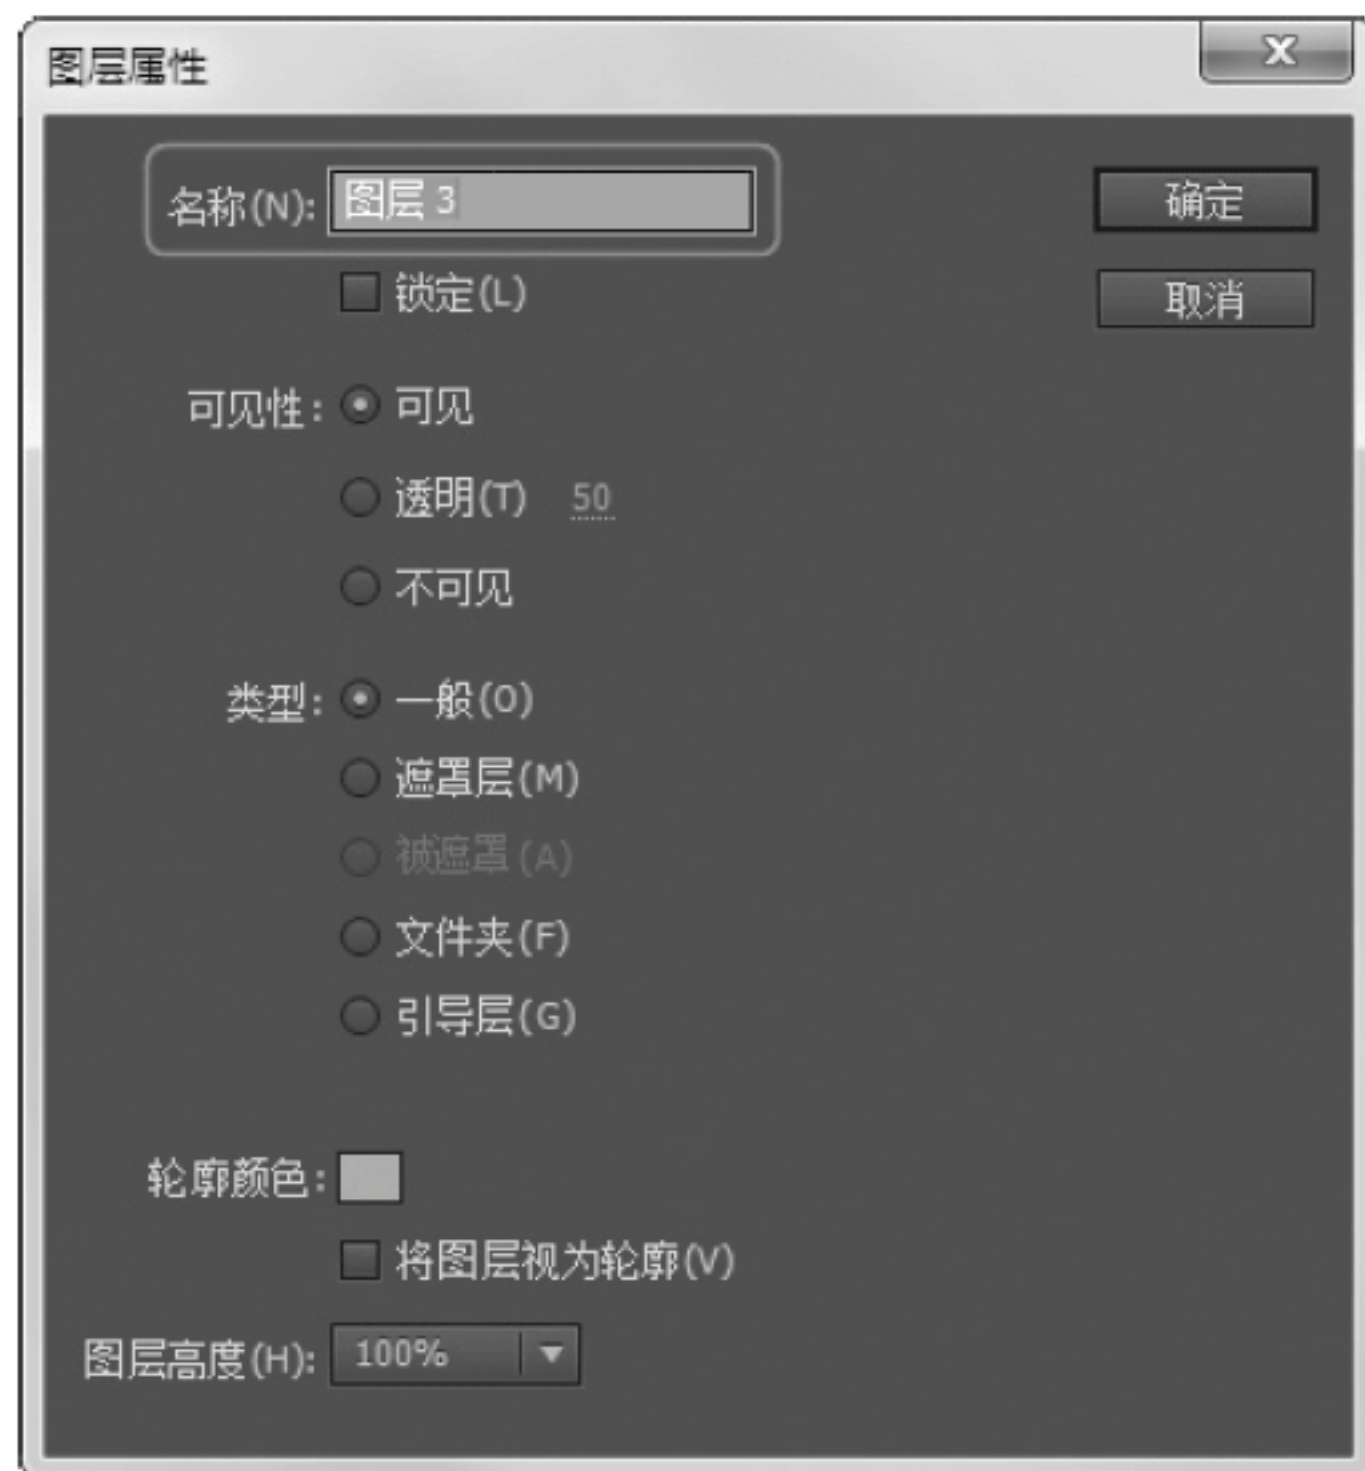 图层属性
名称(N): 图层 3
确定
锁定(L)
取消
可见性: 可见
透明(T) 50
不可见
类型: 一般(O)
遮罩层(M)
被遮罩(A)
文件夹(F)
引导层(G)
轮廓颜色:
将图层视为轮廓(V)
图层高度(H): 100%